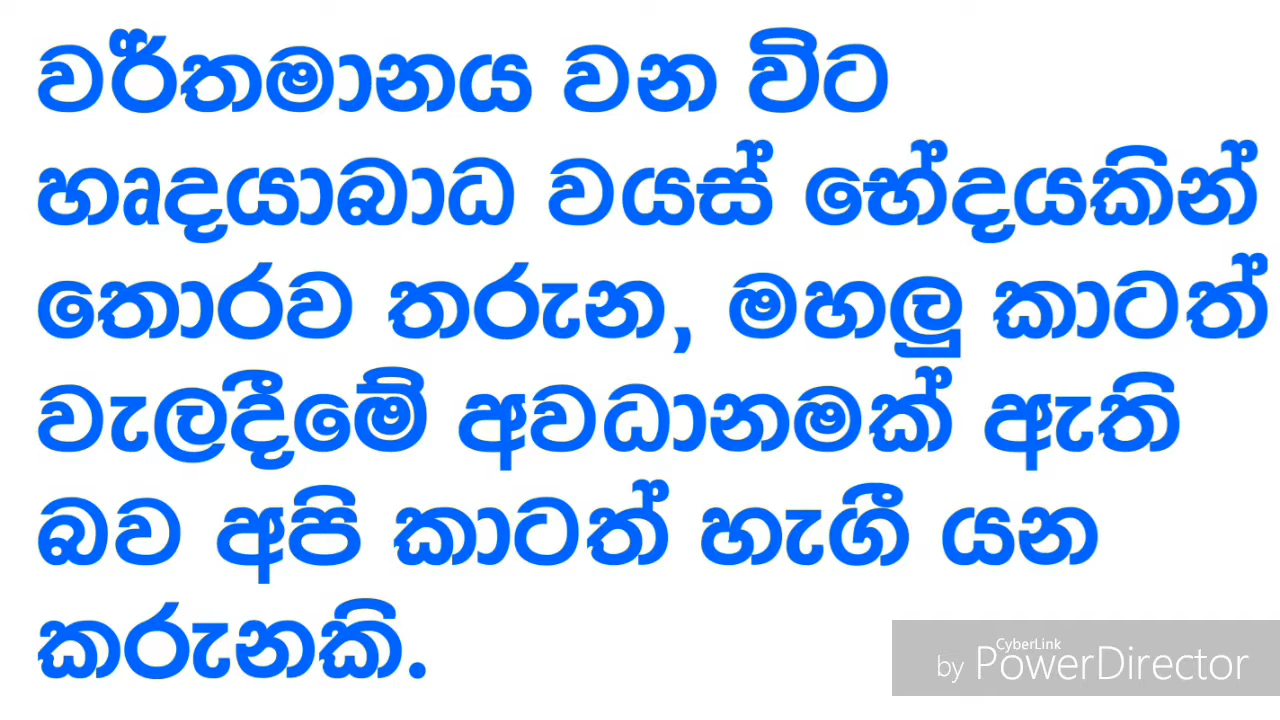 වර්තමානය වන විට
හෘදයාබාධ වයස් භේදයකින්
තොරව තරුන, මහලු කාටත්
වැලදීමේ අවධානමක් ඇති
බව අපි කාටත් හැගී යන
කරුනකි.
CyberLink
by PowerDirector